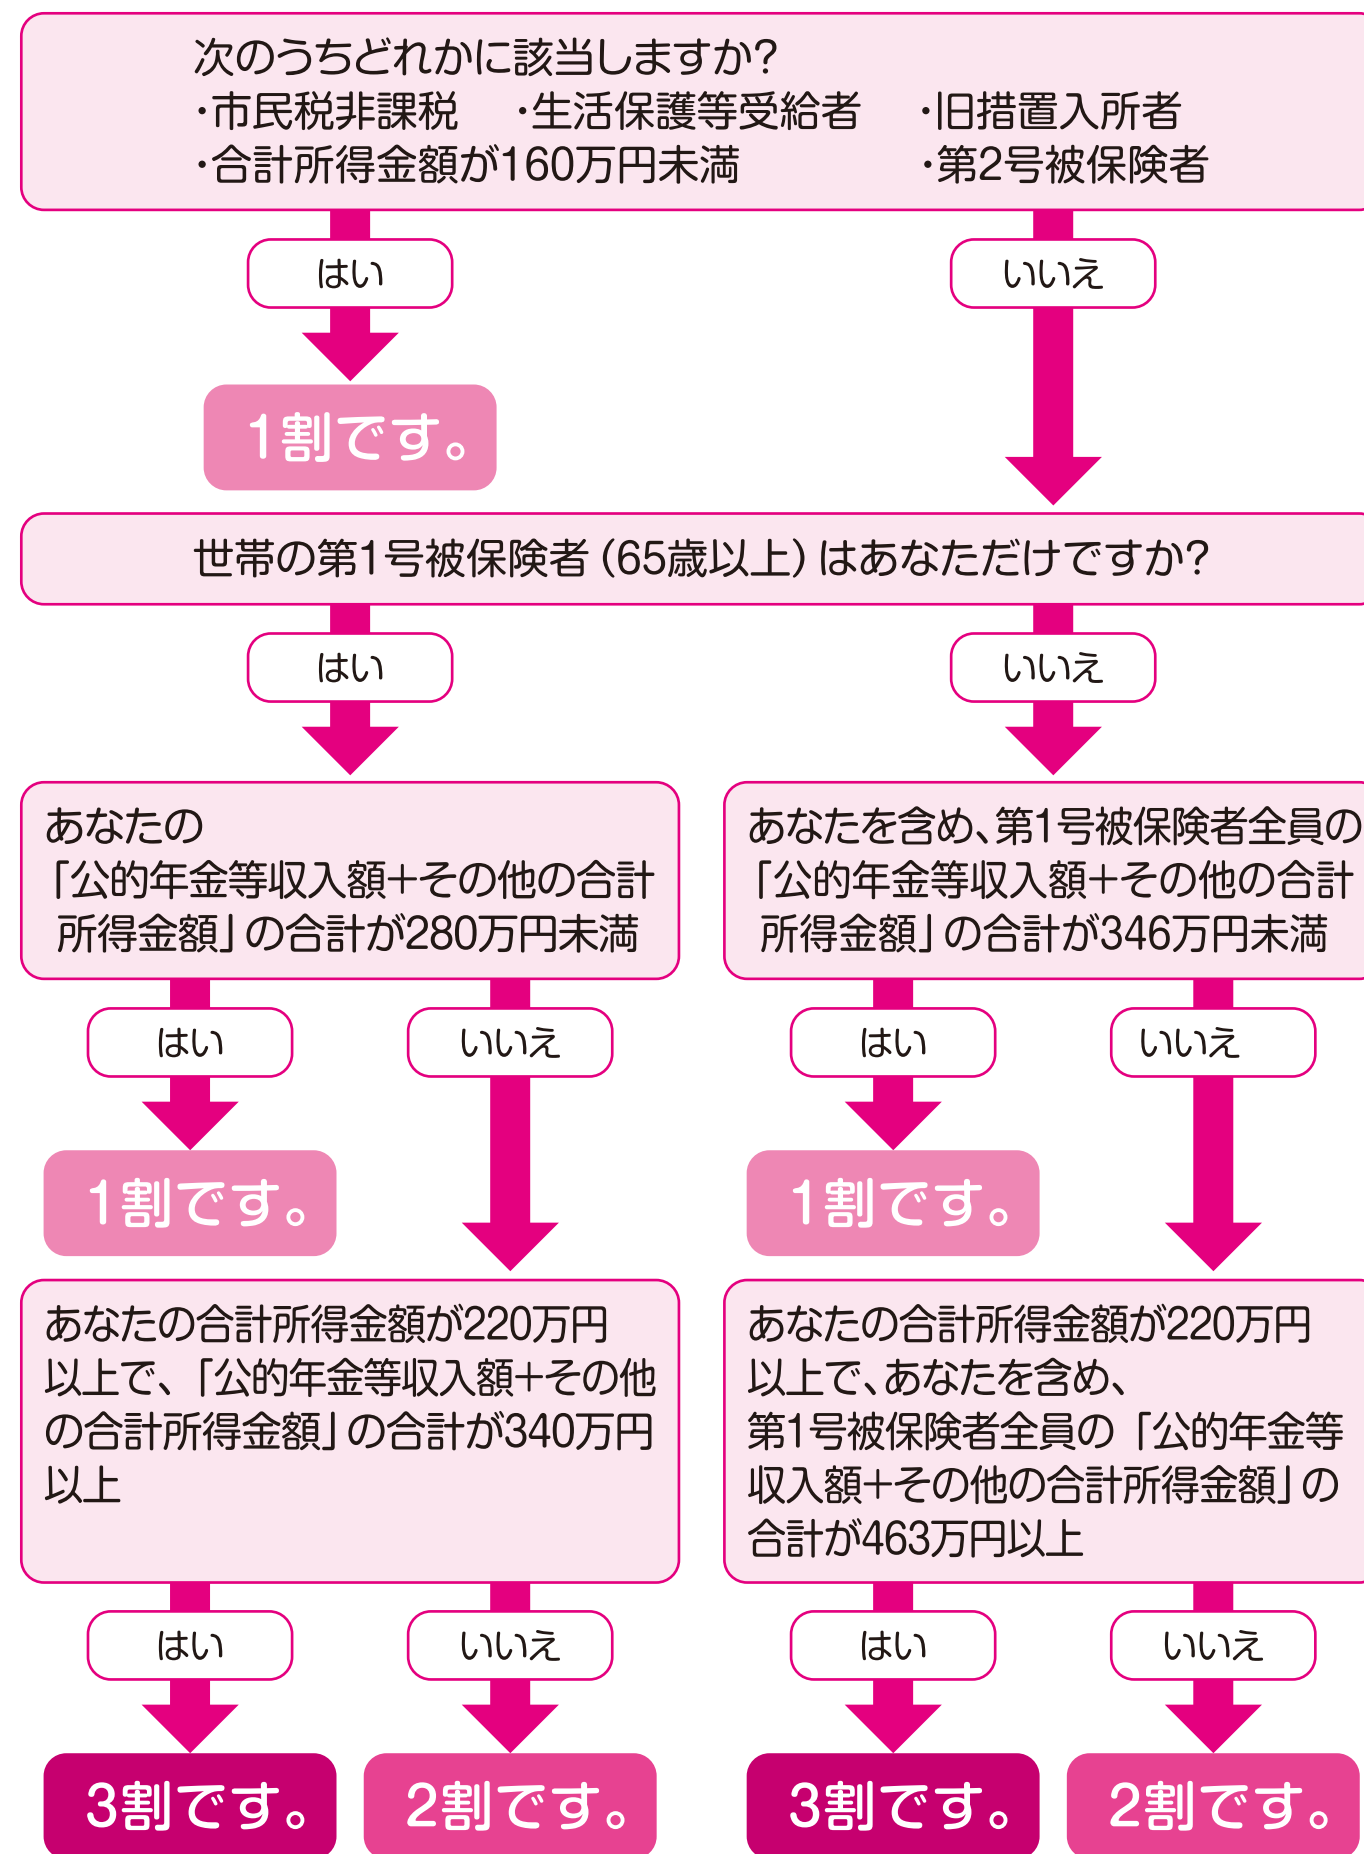 次のうちどれかに該当しますか?
・市民税非課税　・生活保護等受給者　・旧措置入所者
・合計所得金額が160万円未満　・第2号被保険者
はい
いいえ
1割です。
世帯の第1号被保険者(65歳以上)はあなただけですか?
はい
いいえ
あなたの
「公的年金等収入額+その他の合計
所得金額」の合計が280万円未満
はい
いいえ
1割です。
あなたの合計所得金額が220万円
以上で、「公的年金等収入額+その他
の合計所得金額」の合計が340万円
以上
はい
いいえ
3割です。
2割です。
あなたを含め、第1号被保険者全員の
「公的年金等収入額+その他の合計
所得金額」の合計が346万円未満
はい
いいえ
1割です。
あなたの合計所得金額が220万円
以上で、あなたを含め、
第1号被保険者全員の「公的年金等
収入額+その他の合計所得金額」の
合計が463万円以上
はい
いいえ
3割です。
2割です。